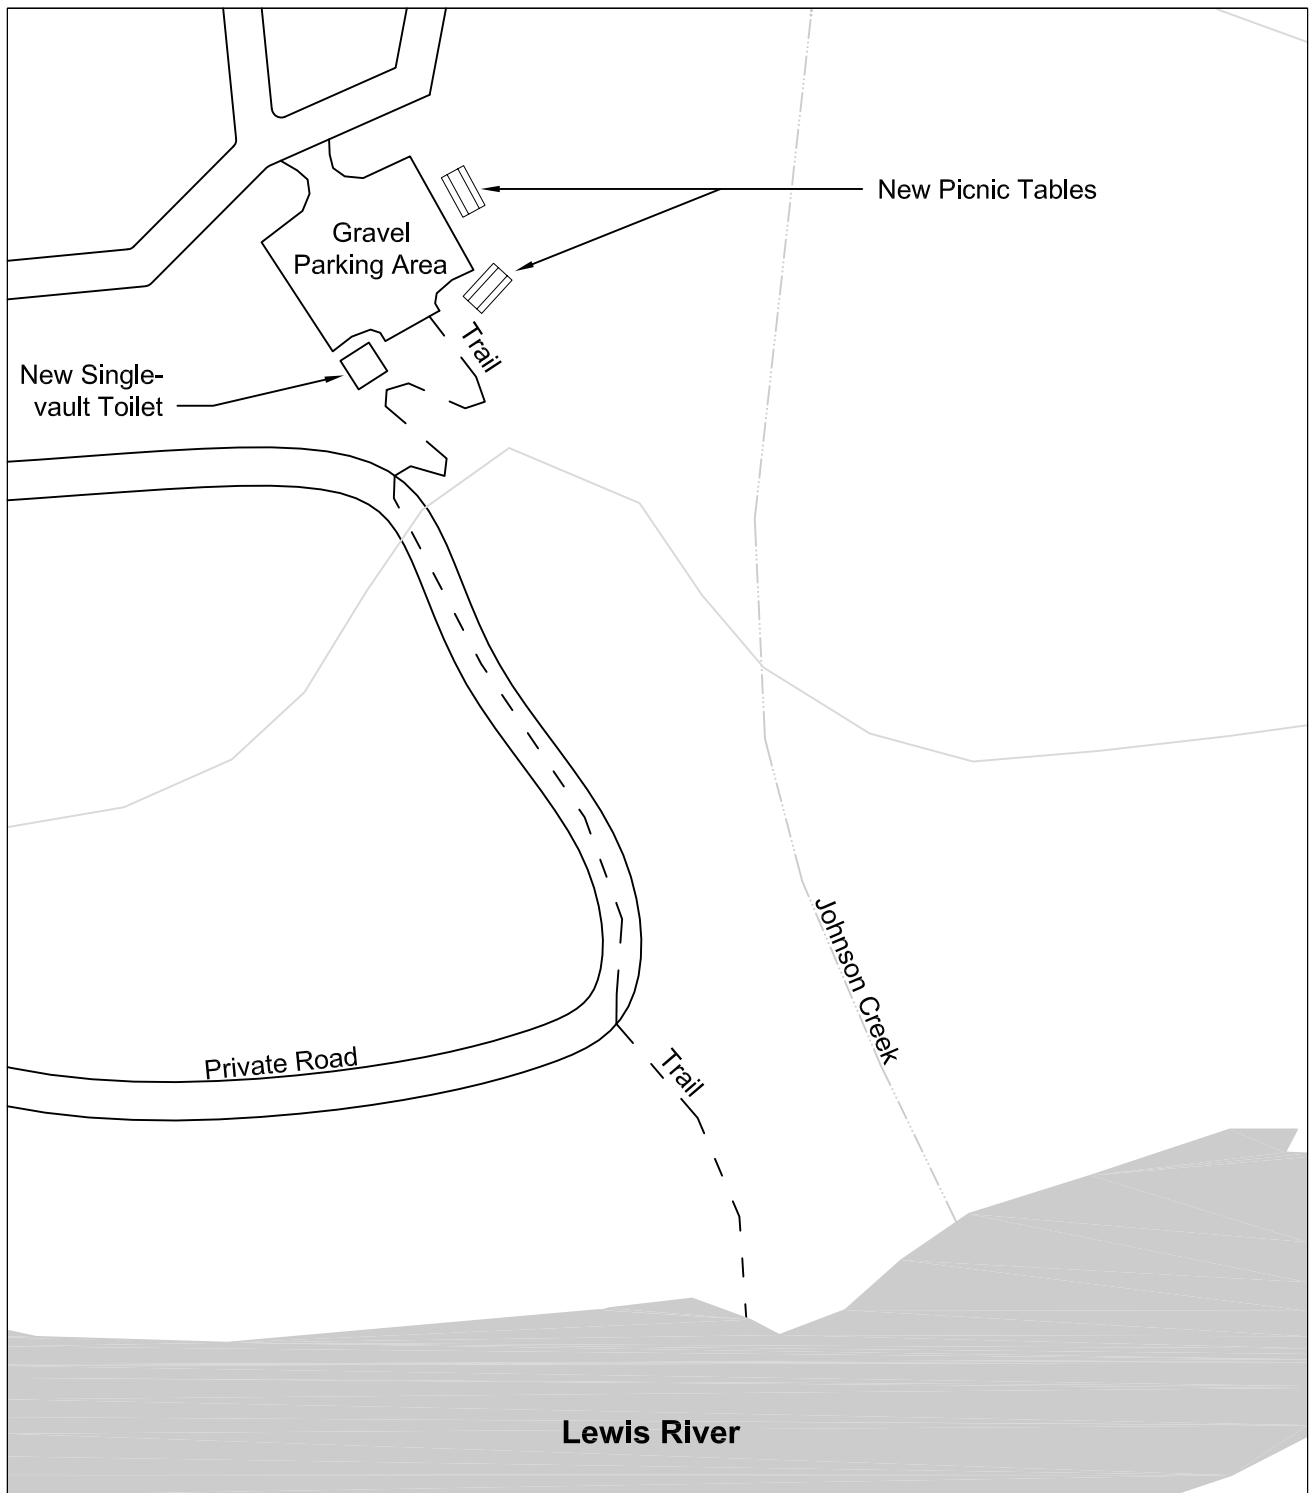 New Picnic Tables
Gravel
Parking Area
Trail
New Single-
vault Toilet
Johnson Creek
Private Road
Trail
Lewis River